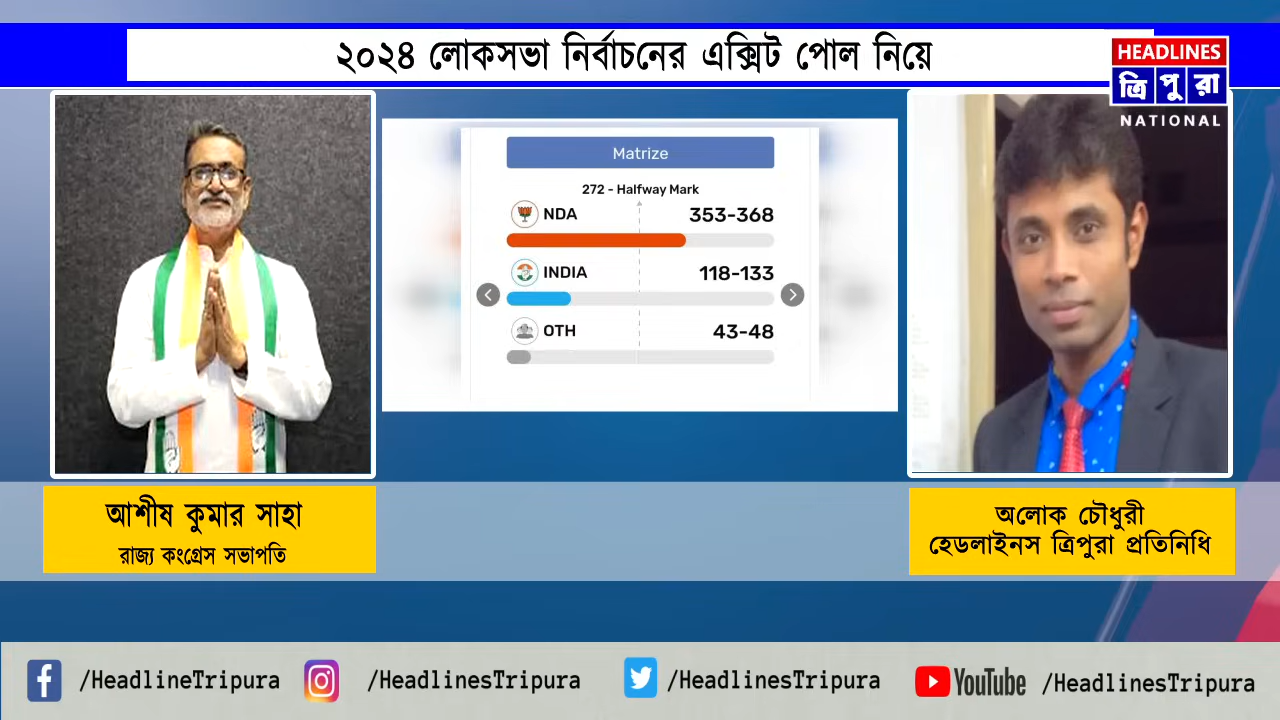 ২০২৪ লোকসভা নির্বাচনের এক্সিট পোল নিয়ে
HEADLINES
ত্রিপুরা
NATIONAL
Matrize
272 - Halfway Mark
NDA 353-368
INDIA 118-133
OTH 43-48
আশীষ কুমার সাহা
রাজ্য কংগ্রেস সভাপতি
অলোক চৌধুরী
হেডলাইনস ত্রিপুরা প্রতিনিধি
/HeadlineTripura /HeadlinesTripura /HeadlinesTripura YouTube /HeadlinesTripura